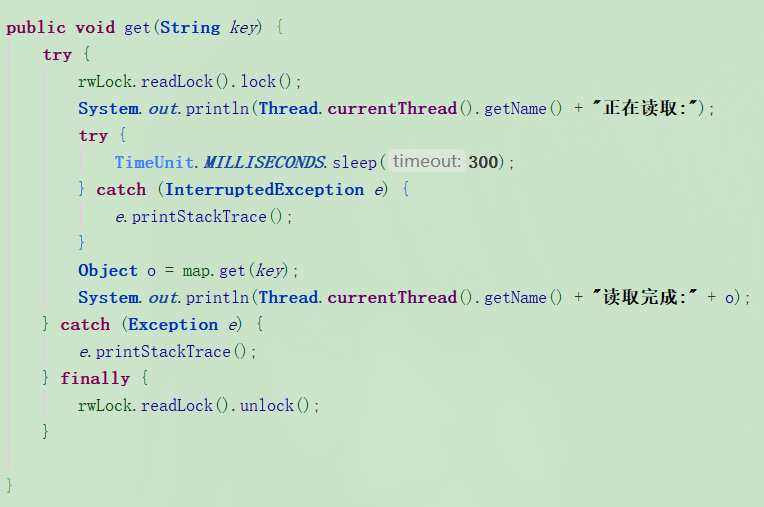 public void get(String key) {
try {
rwLock.readLock().lock();
System.out.println(Thread.currentThread().getName() + "正在读取:");
try {
TimeUnit.MILLISECONDS.sleep( timeout: 300);
} catch (InterruptedException e) {
e.printStackTrace();
}
Object o = map.get(key);
System.out.println(Thread.currentThread().getName() + "读取完成:" + o);
} catch (Exception e) {
e.printStackTrace();
} finally {
rwLock.readLock().unlock();
}
}